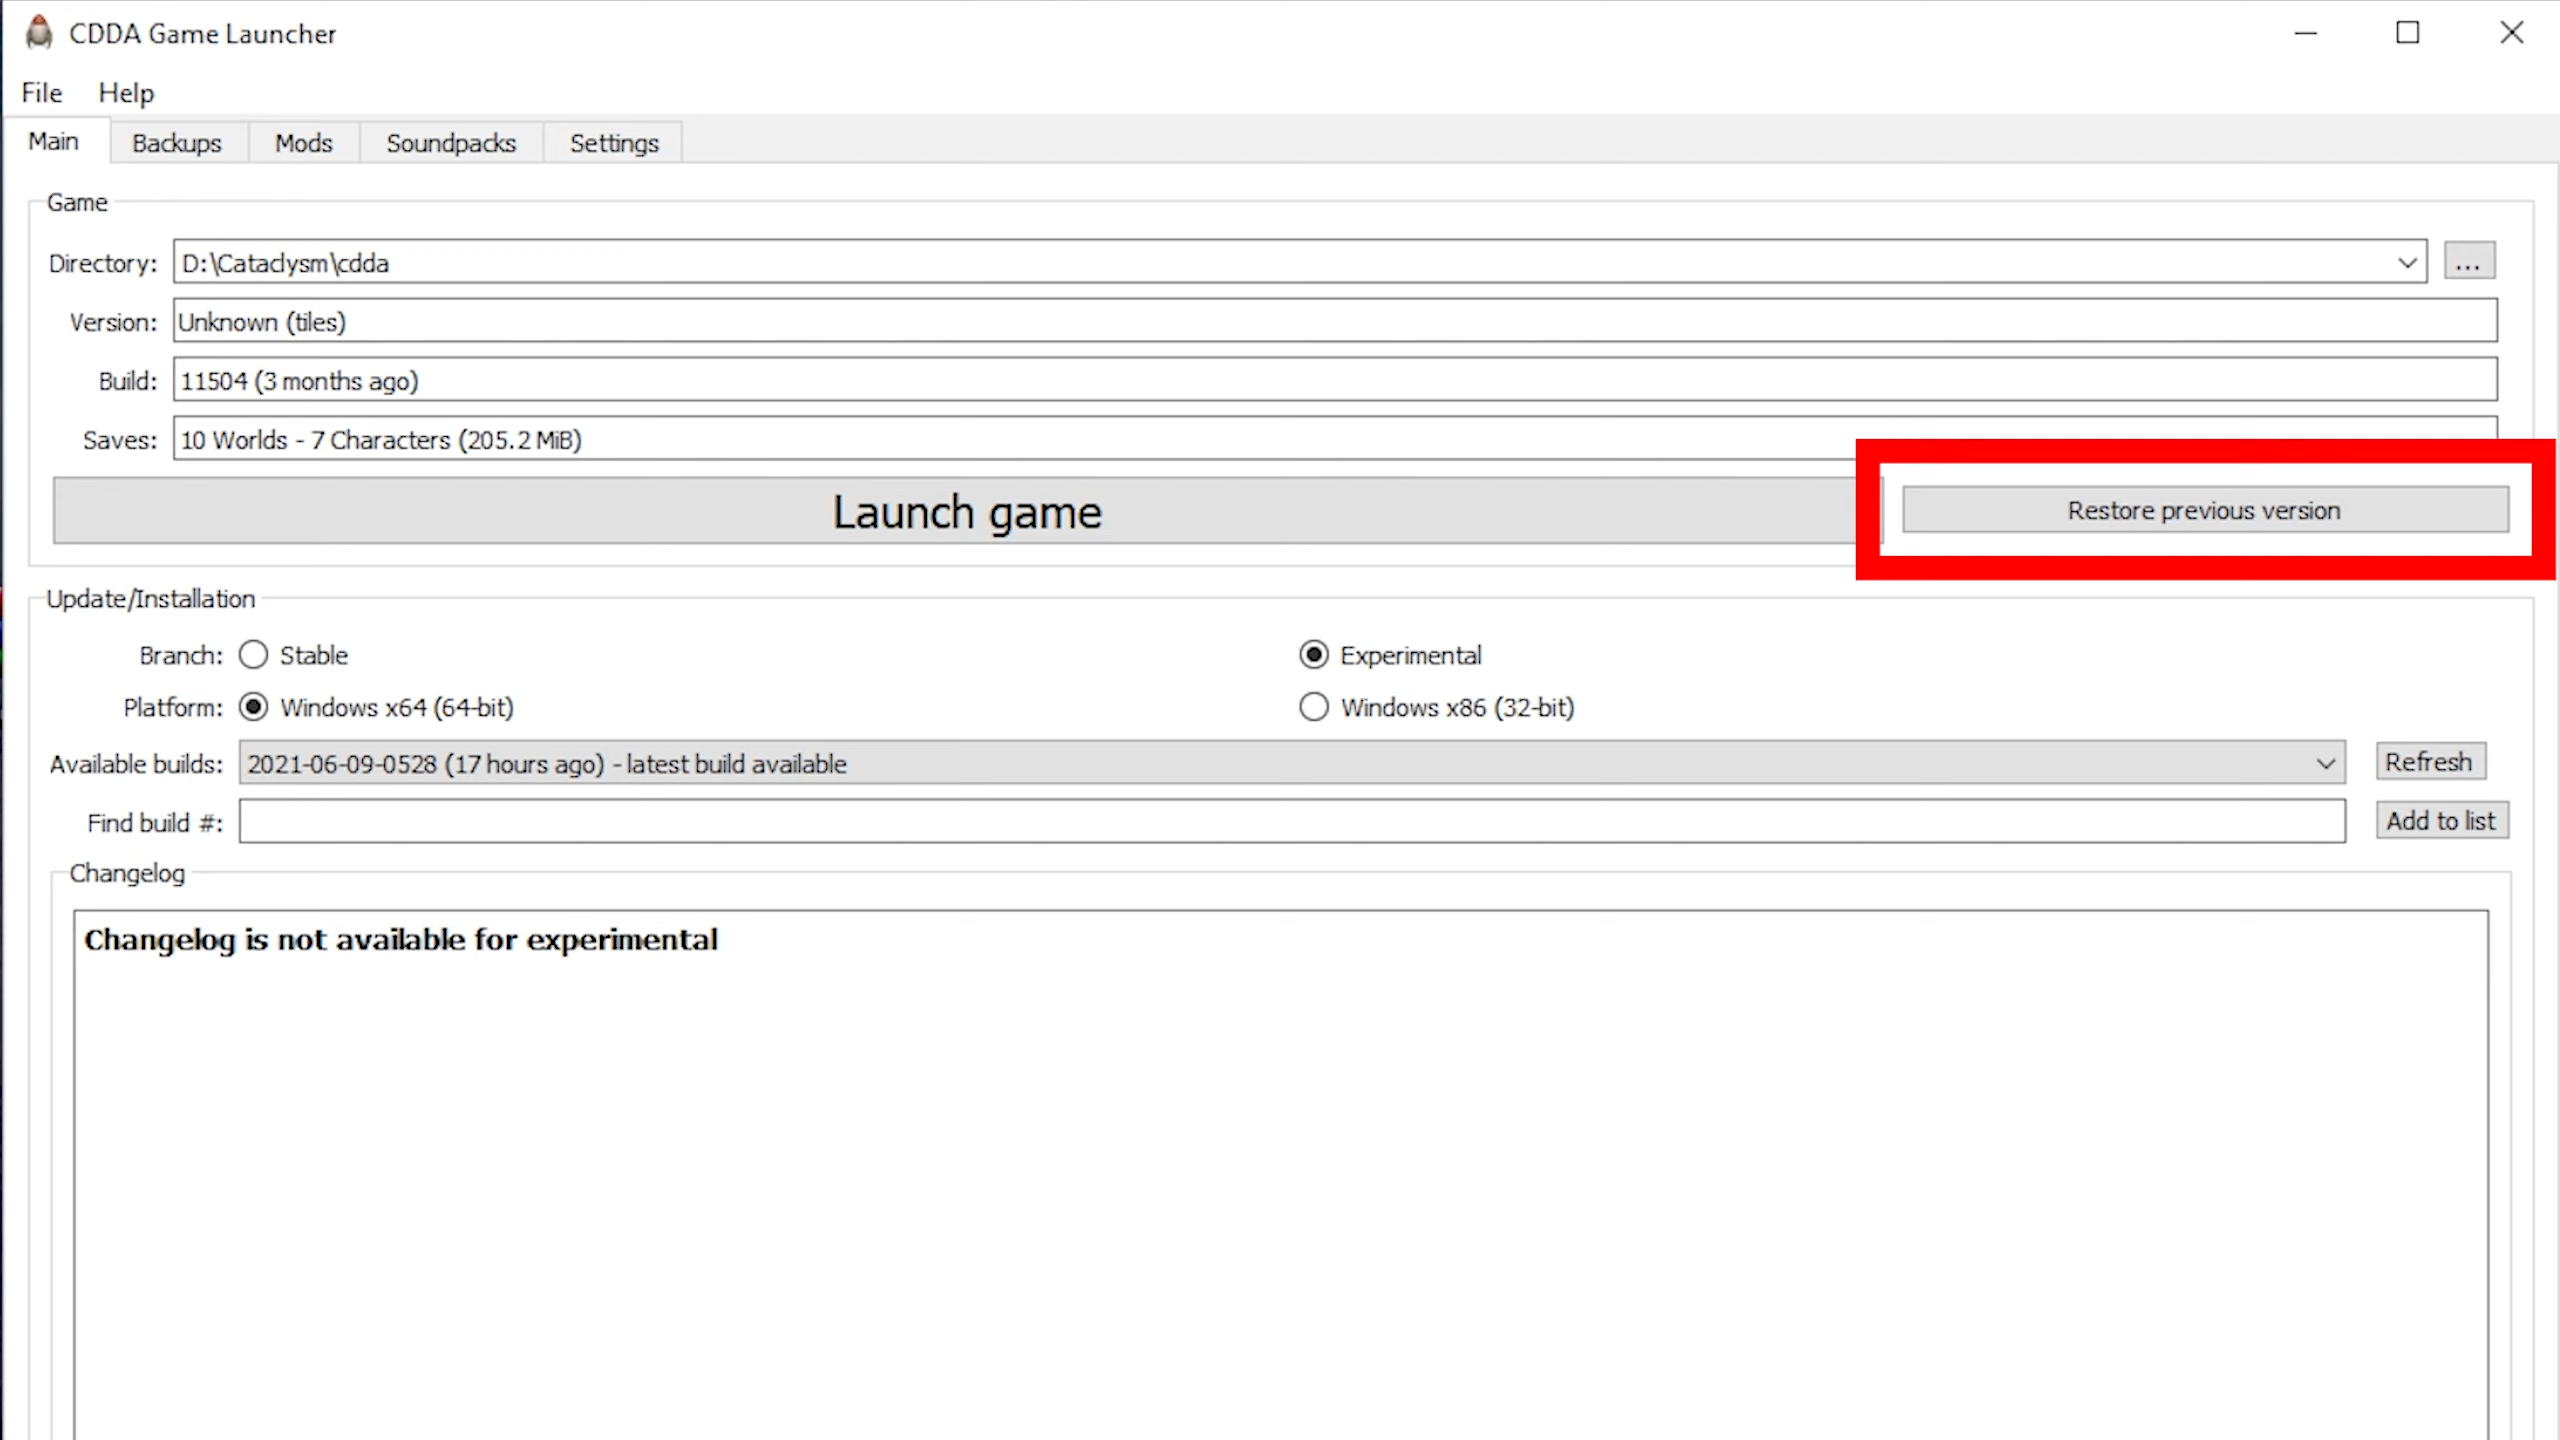 CDDA Game Launcher
File Help
Main Backups Mods Soundpacks Settings
Game
Directory: D:\Cataclysm\cdda ...
Version: Unknown (tiles)
Build: 11504 (3 months ago)
Saves: 10 Worlds - 7 Characters (205.2 MiB)
Launch game Restore previous version
Update/Installation
Branch: Stable Experimental
Platform: Windows x64 (64-bit) Windows x86 (32-bit)
Available builds: 2021-06-09-0528 (17 hours ago) - latest build available Refresh
Find build #: Add to list
Changelog
Changelog is not available for experimental